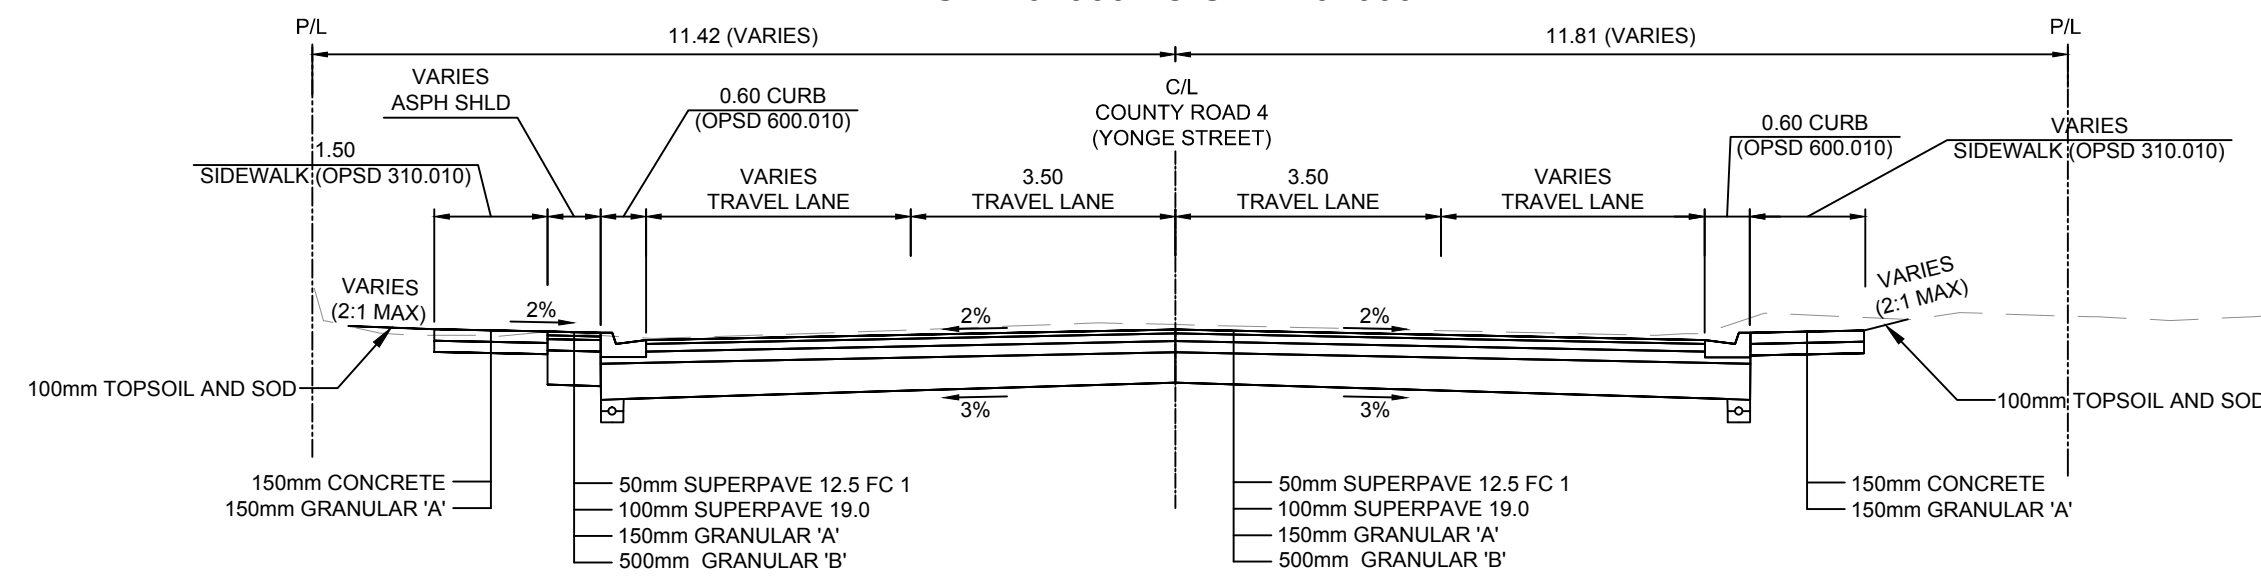 P/L
11.42 (VARIES)
11.81 (VARIES)
P/L
VARIES
ASPH SHLD
0.60 CURB
(OPSD 600.010)
C/L
COUNTY ROAD 4
(YONGE STREET)
0.60 CURB
(OPSD 600.010)
VARIES
SIDEWALK (OPSD 310.010)
1.50
SIDEWALK (OPSD 310.010)
VARIES
TRAVEL LANE
3.50
TRAVEL LANE
3.50
TRAVEL LANE
VARIES
TRAVEL LANE
VARIES
(2:1 MAX)
2%
2%
2%
VARIES
(2:1 MAX)
100mm TOPSOIL AND SOD
3%
3%
100mm TOPSOIL AND SOD
150mm CONCRETE
150mm GRANULAR 'A'
50mm SUPERPAVE 12.5 FC 1
100mm SUPERPAVE 19.0
150mm GRANULAR 'A'
500mm GRANULAR 'B'
50mm SUPERPAVE 12.5 FC 1
100mm SUPERPAVE 19.0
150mm GRANULAR 'A'
500mm GRANULAR 'B'
150mm CONCRETE
150mm GRANULAR 'A'